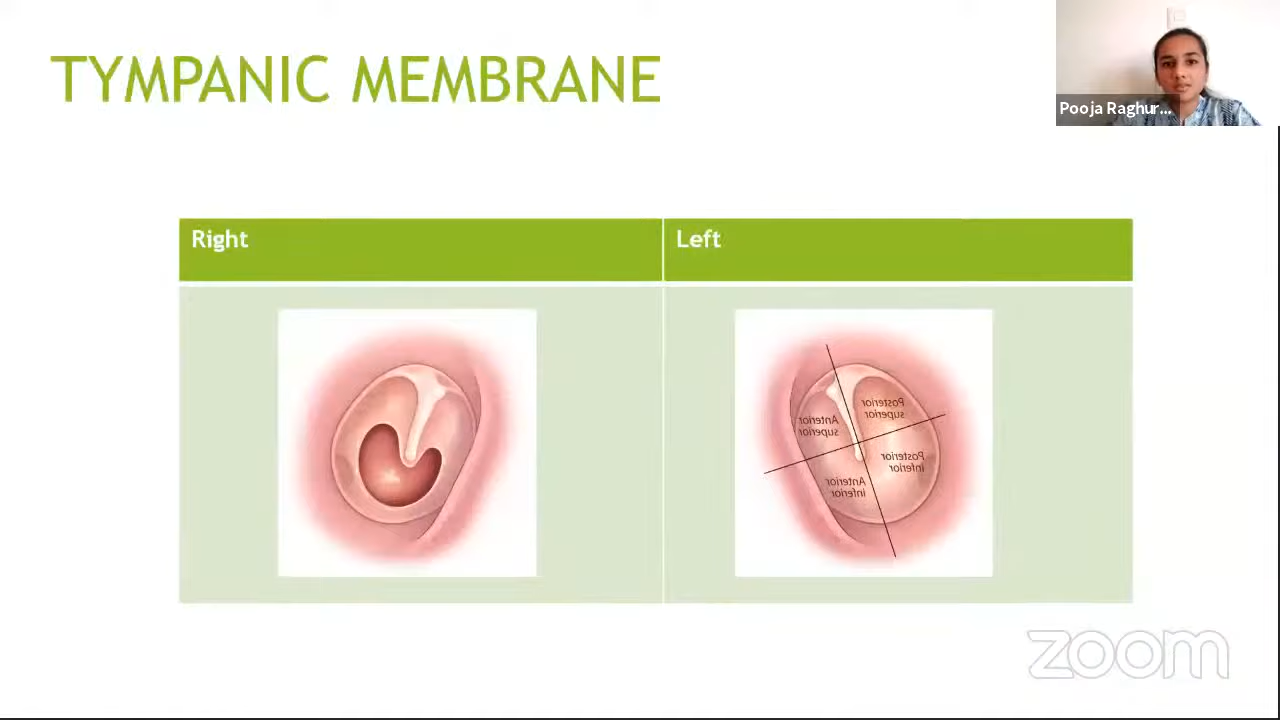 TYMPANIC MEMBRANE
Pooja Raghur...
Right
Left
Posterior
superior
Anterior
superior
Posterior
inferior
Anterior
inferior
zoom